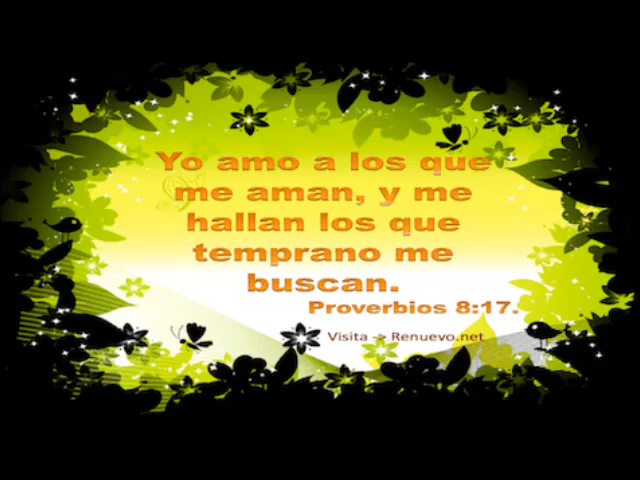 Yo amo a los que
me aman, y me
hallan los que
temprano me
buscan.
Proverbios 8:17.
Visita -> Renuevo.net